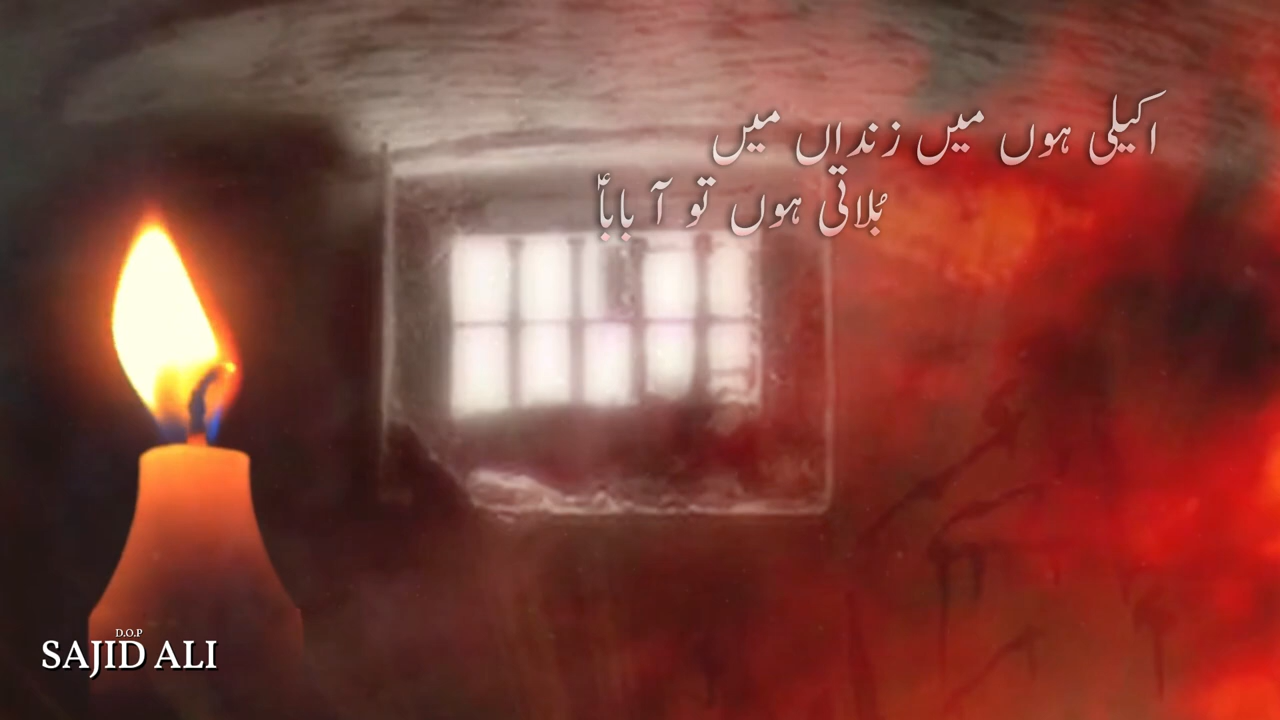 اکیلی ہوں میں زنداں میں
بُلاتی ہوں تو آ باباؑ
D.O.P
SAJID ALI